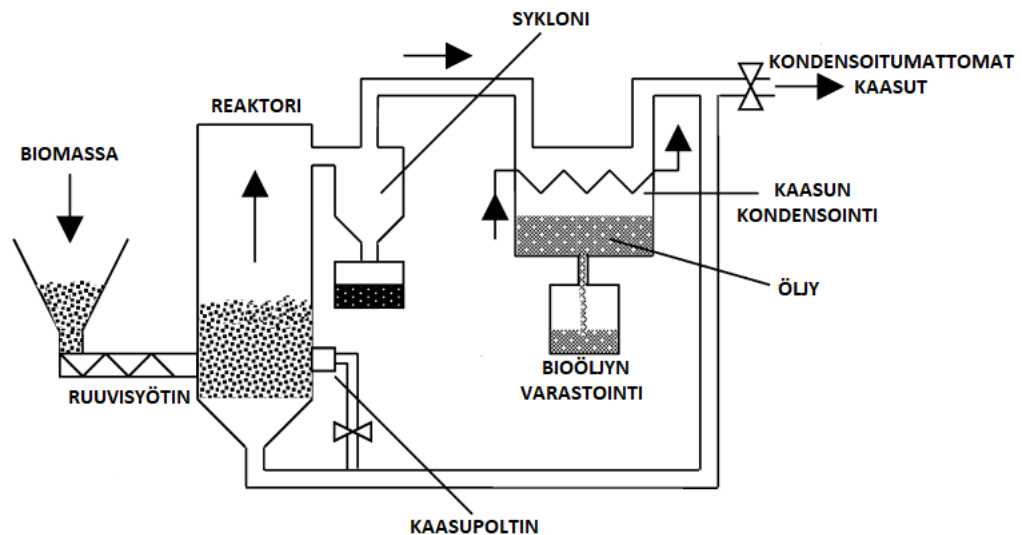 SYKLONI
KONDENSOITUMATTOMAT
KAASUT
REAKTORI
BIOMASSA
KAASUN
KONDENSOINTI
ÖLJY
BIOÖLJYN
VARASTOINTI
RUUVISYÖTIN
KAASUPOLTIN